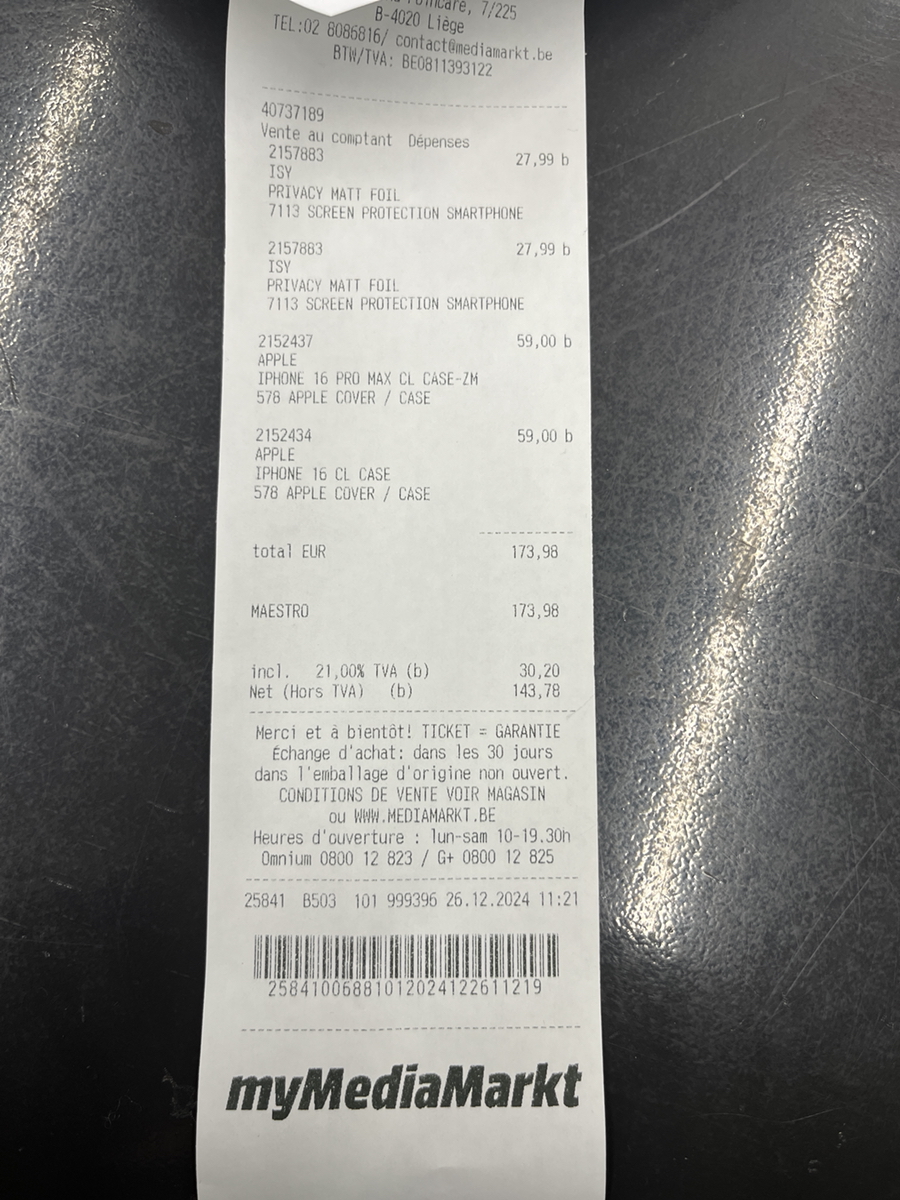 7/225
B-4020 Liège
TEL:02 8086816/ contact@mediamarkt.be
BTW/TVA: BE0811393122
40737189
Vente au comptant Dépenses
2157883 27,99 b
ISY
PRIVACY MATT FOIL
7113 SCREEN PROTECTION SMARTPHONE
2157883 27,99 b
ISY
PRIVACY MATT FOIL
7113 SCREEN PROTECTION SMARTPHONE
2152437 59,00 b
APPLE
IPHONE 16 PRO MAX CL CASE-ZM
578 APPLE COVER / CASE
2152434 59,00 b
APPLE
IPHONE 16 CL CASE
578 APPLE COVER / CASE
total EUR 173,98
MAESTRO 173,98
incl. 21,00% TVA (b) 30,20
Net (Hors TVA) (b) 143,78
Merci et à bientôt! TICKET = GARANTIE
Échange d'achat: dans les 30 jours
dans l'emballage d'origine non ouvert.
CONDITIONS DE VENTE VOIR MAGASIN
ou WWW.MEDIAMARKT.BE
Heures d'ouverture : lun-sam 10-19.30h
Omnium 0800 12 823 / G+ 0800 12 825
25841 B503 101 999396 26.12.2024 11:21
25841006881012024122611219
myMediaMarkt